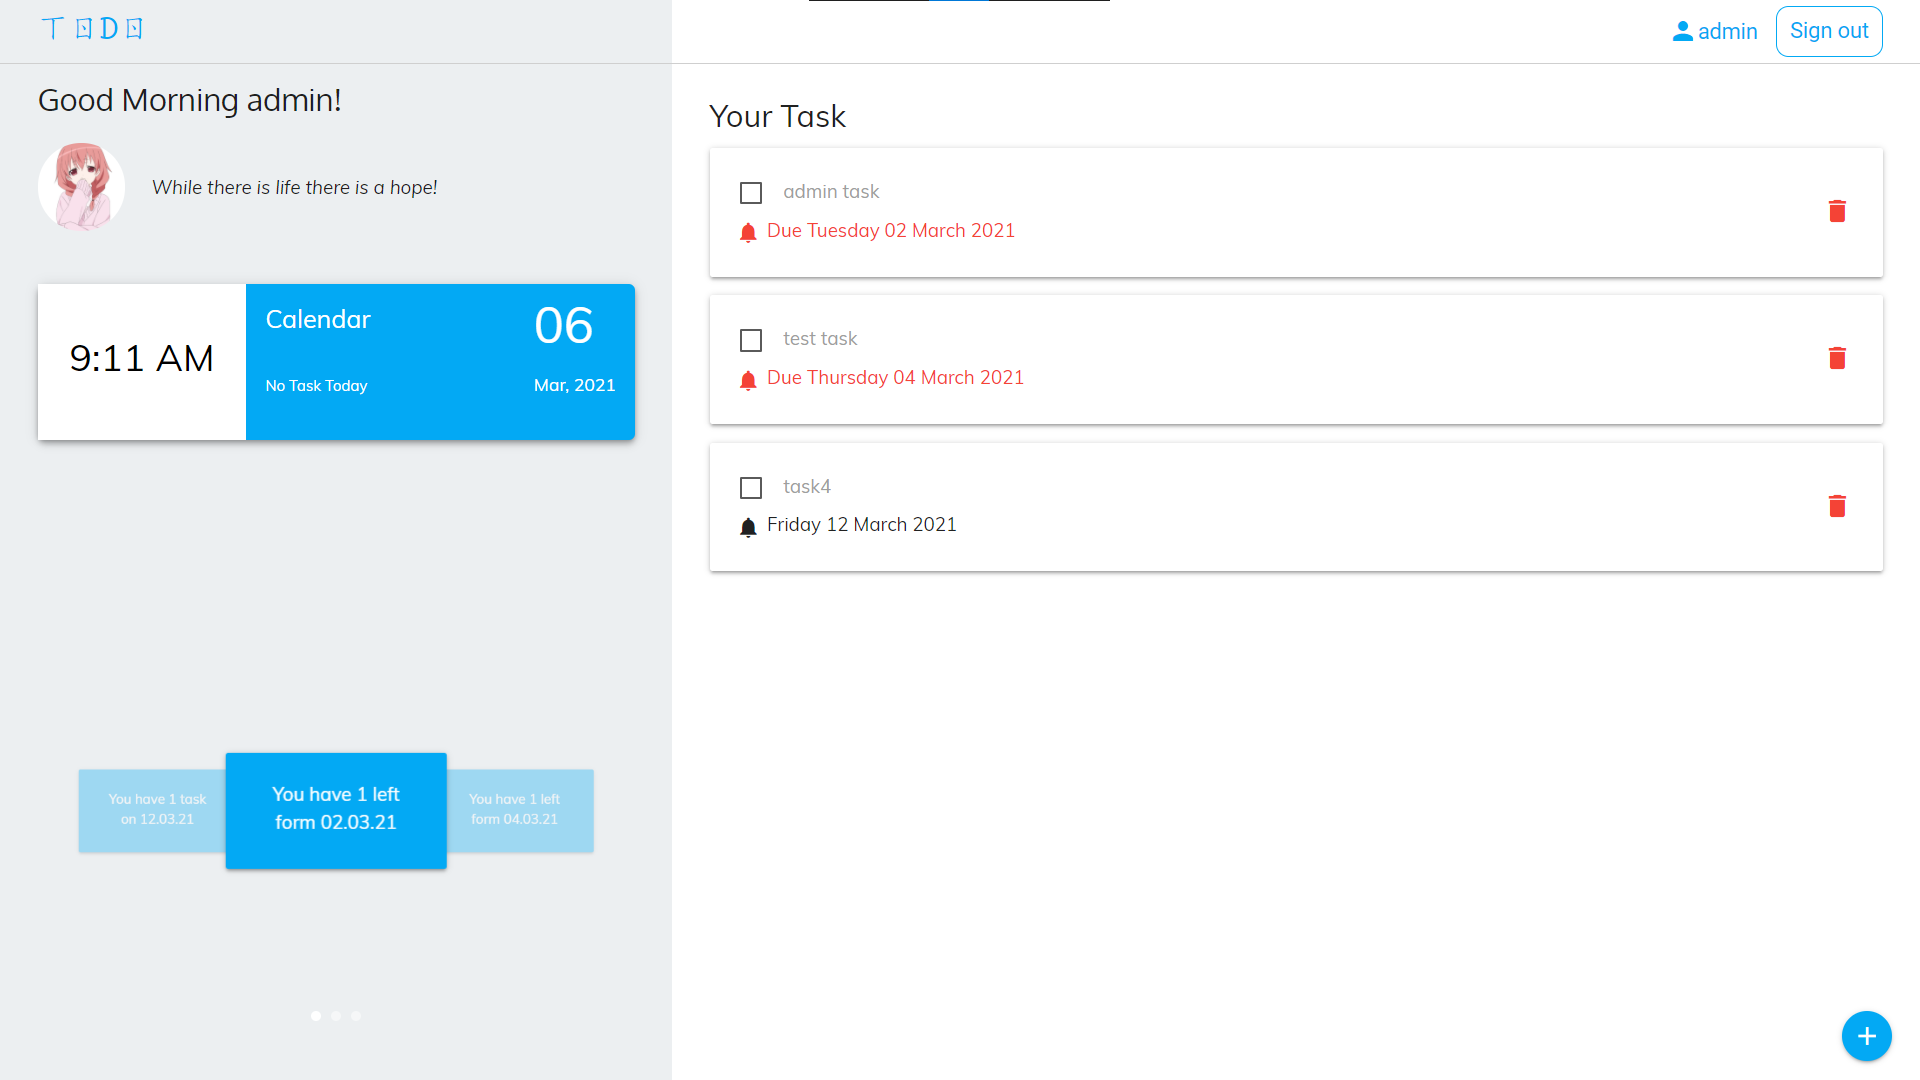 TODO
admin
Sign out
Good Morning admin!
While there is life there is a hope!
9:11 AM
Calendar
06
No Task Today
Mar, 2021
You have 1 task
on 12.03.21
You have 1 left
form 02.03.21
You have 1 left
form 04.03.21
Your Task
admin task
Due Tuesday 02 March 2021
test task
Due Thursday 04 March 2021
task4
Friday 12 March 2021